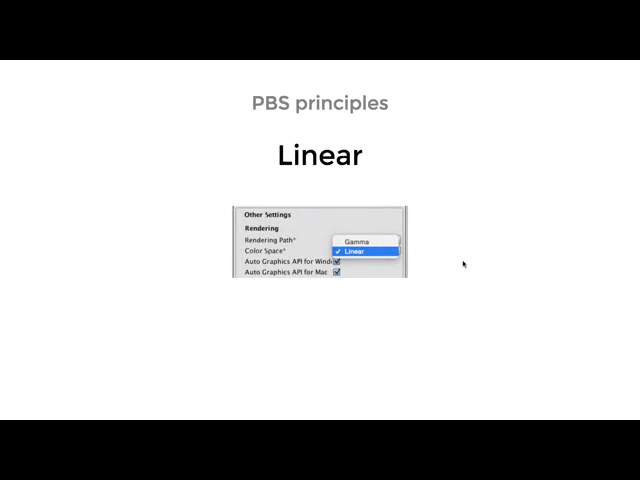 PBS principles
Linear
Other Settings
Rendering
Rendering Path*
Gamma
Color Space*
✓ Linear
Auto Graphics API for Wind
Auto Graphics API for Mac